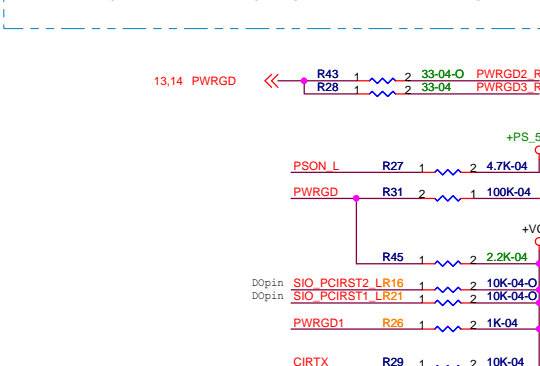 R43 1 2 33-04-O PWRGD2_R
13,14 PWRGD R28 1 2 33-04 PWRGD3_R
+PS_5
PSON_L R27 1 2 4.7K-04
PWRGD R31 2 1 100K-04
+VC
R45 1 2 2.2K-04
DOpin SIO_PCIRST2_L R16 1 2 10K-04-O
DOpin SIO_PCIRST1_L R21 1 2 10K-04-O
PWRGD1 R26 1 2 1K-04
CIRTX R29 1 2 10K-04